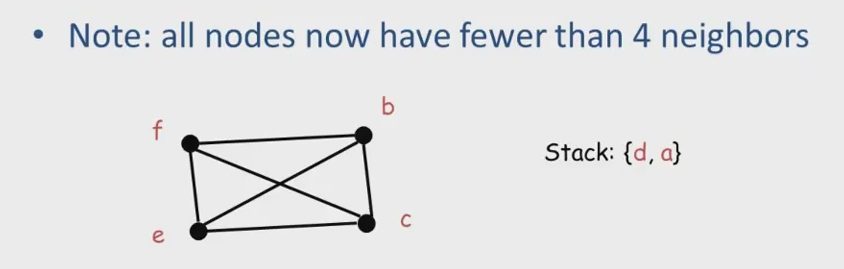 • Note: all nodes now have fewer than 4 neighbors
b
f
Stack: {d, a}
c
e